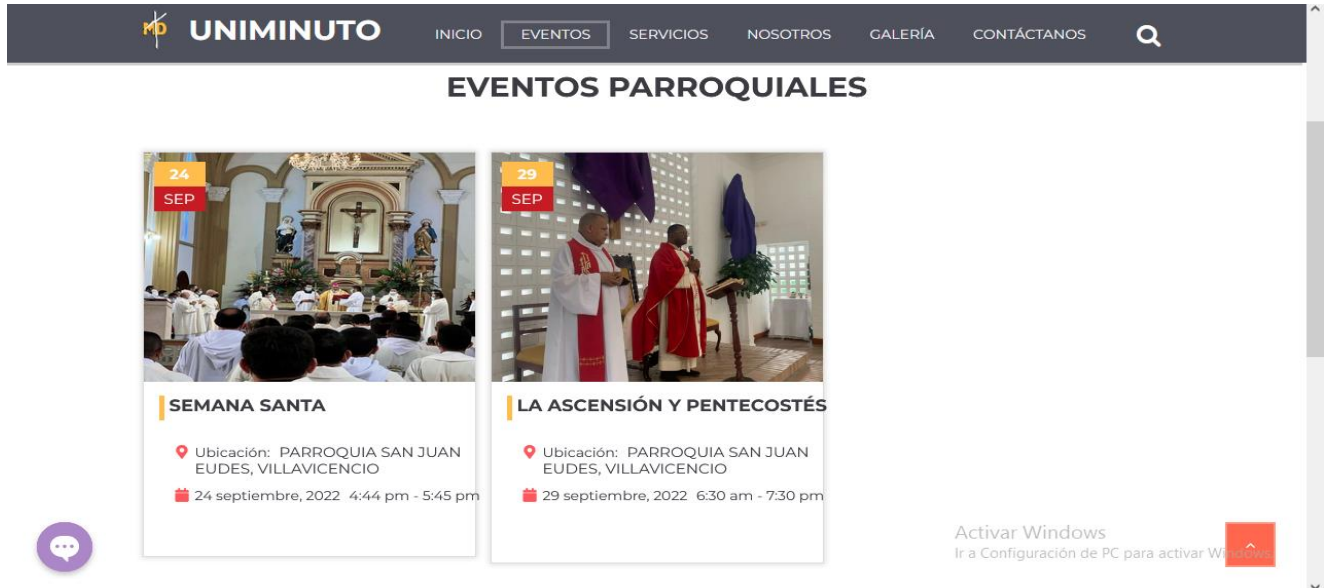 MD UNIMINUTO INICIO EVENTOS SERVICIOS NOSOTROS GALERÍA CONTÁCTANOS
EVENTOS PARROQUIALES
24
SEP
SEMANA SANTA
Ubicación: PARROQUIA SAN JUAN
EUDES, VILLAVICENCIO
24 septiembre, 2022 4:44 pm - 5:45 pm
29
SEP
LA ASCENSIÓN Y PENTECOSTÉS
Ubicación: PARROQUIA SAN JUAN
EUDES, VILLAVICENCIO
29 septiembre, 2022 6:30 am - 7:30 pm
Activar Windows
Ir a Configuración de PC para activar Windows.